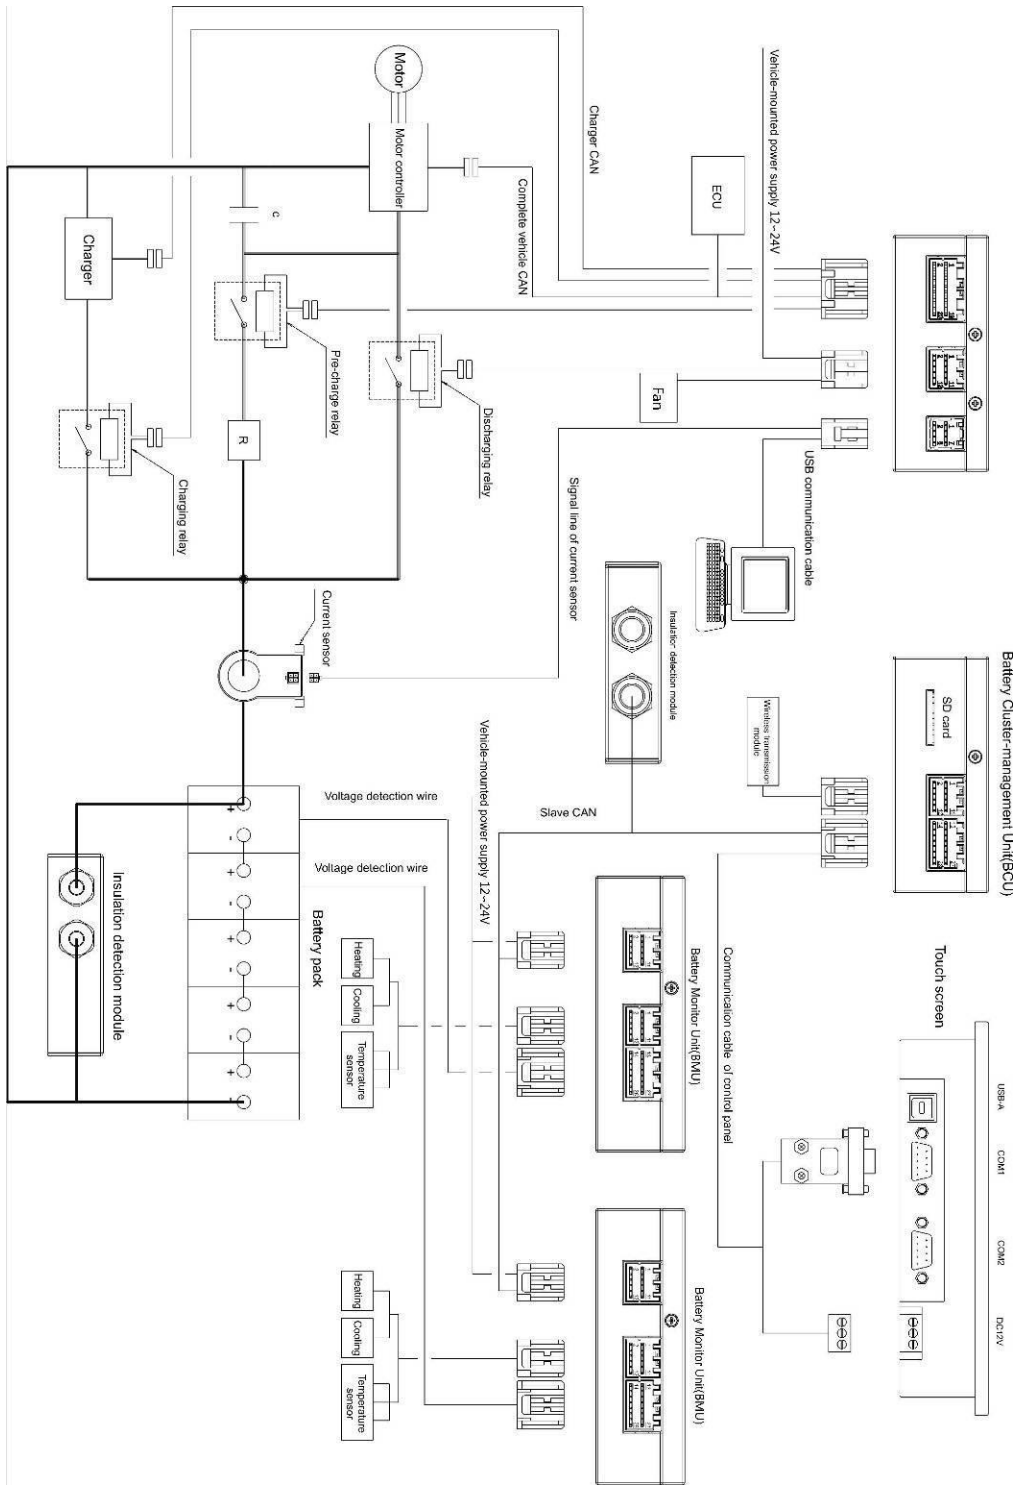 Battery Cluster-management Unit(BCU)
SD card
Touch screen
USB-A
COM1
COM2
DC12V
Vehicle-mounted power supply 12~24V
ECU
Fan
USB communication cable
Wireless transmission
module
Communication cable of control panel
Charger CAN
Complete vehicle CAN
Signal line of current sensor
Insulation detection module
Slave CAN
Battery Monitor Unit(BMU)
Battery Monitor Unit(BMU)
Motor
Motor controller
Discharging relay
Vehicle-mounted power supply 12~24V
C
Pre-charge relay
R
Current sensor
Voltage detection wire
Voltage detection wire
Heating
Cooling
Temperature
sensor
Heating
Cooling
Temperature
sensor
Charger
Charging relay
Battery pack
+
-
+
-
+
-
+
-
+
-
Insulation detection module